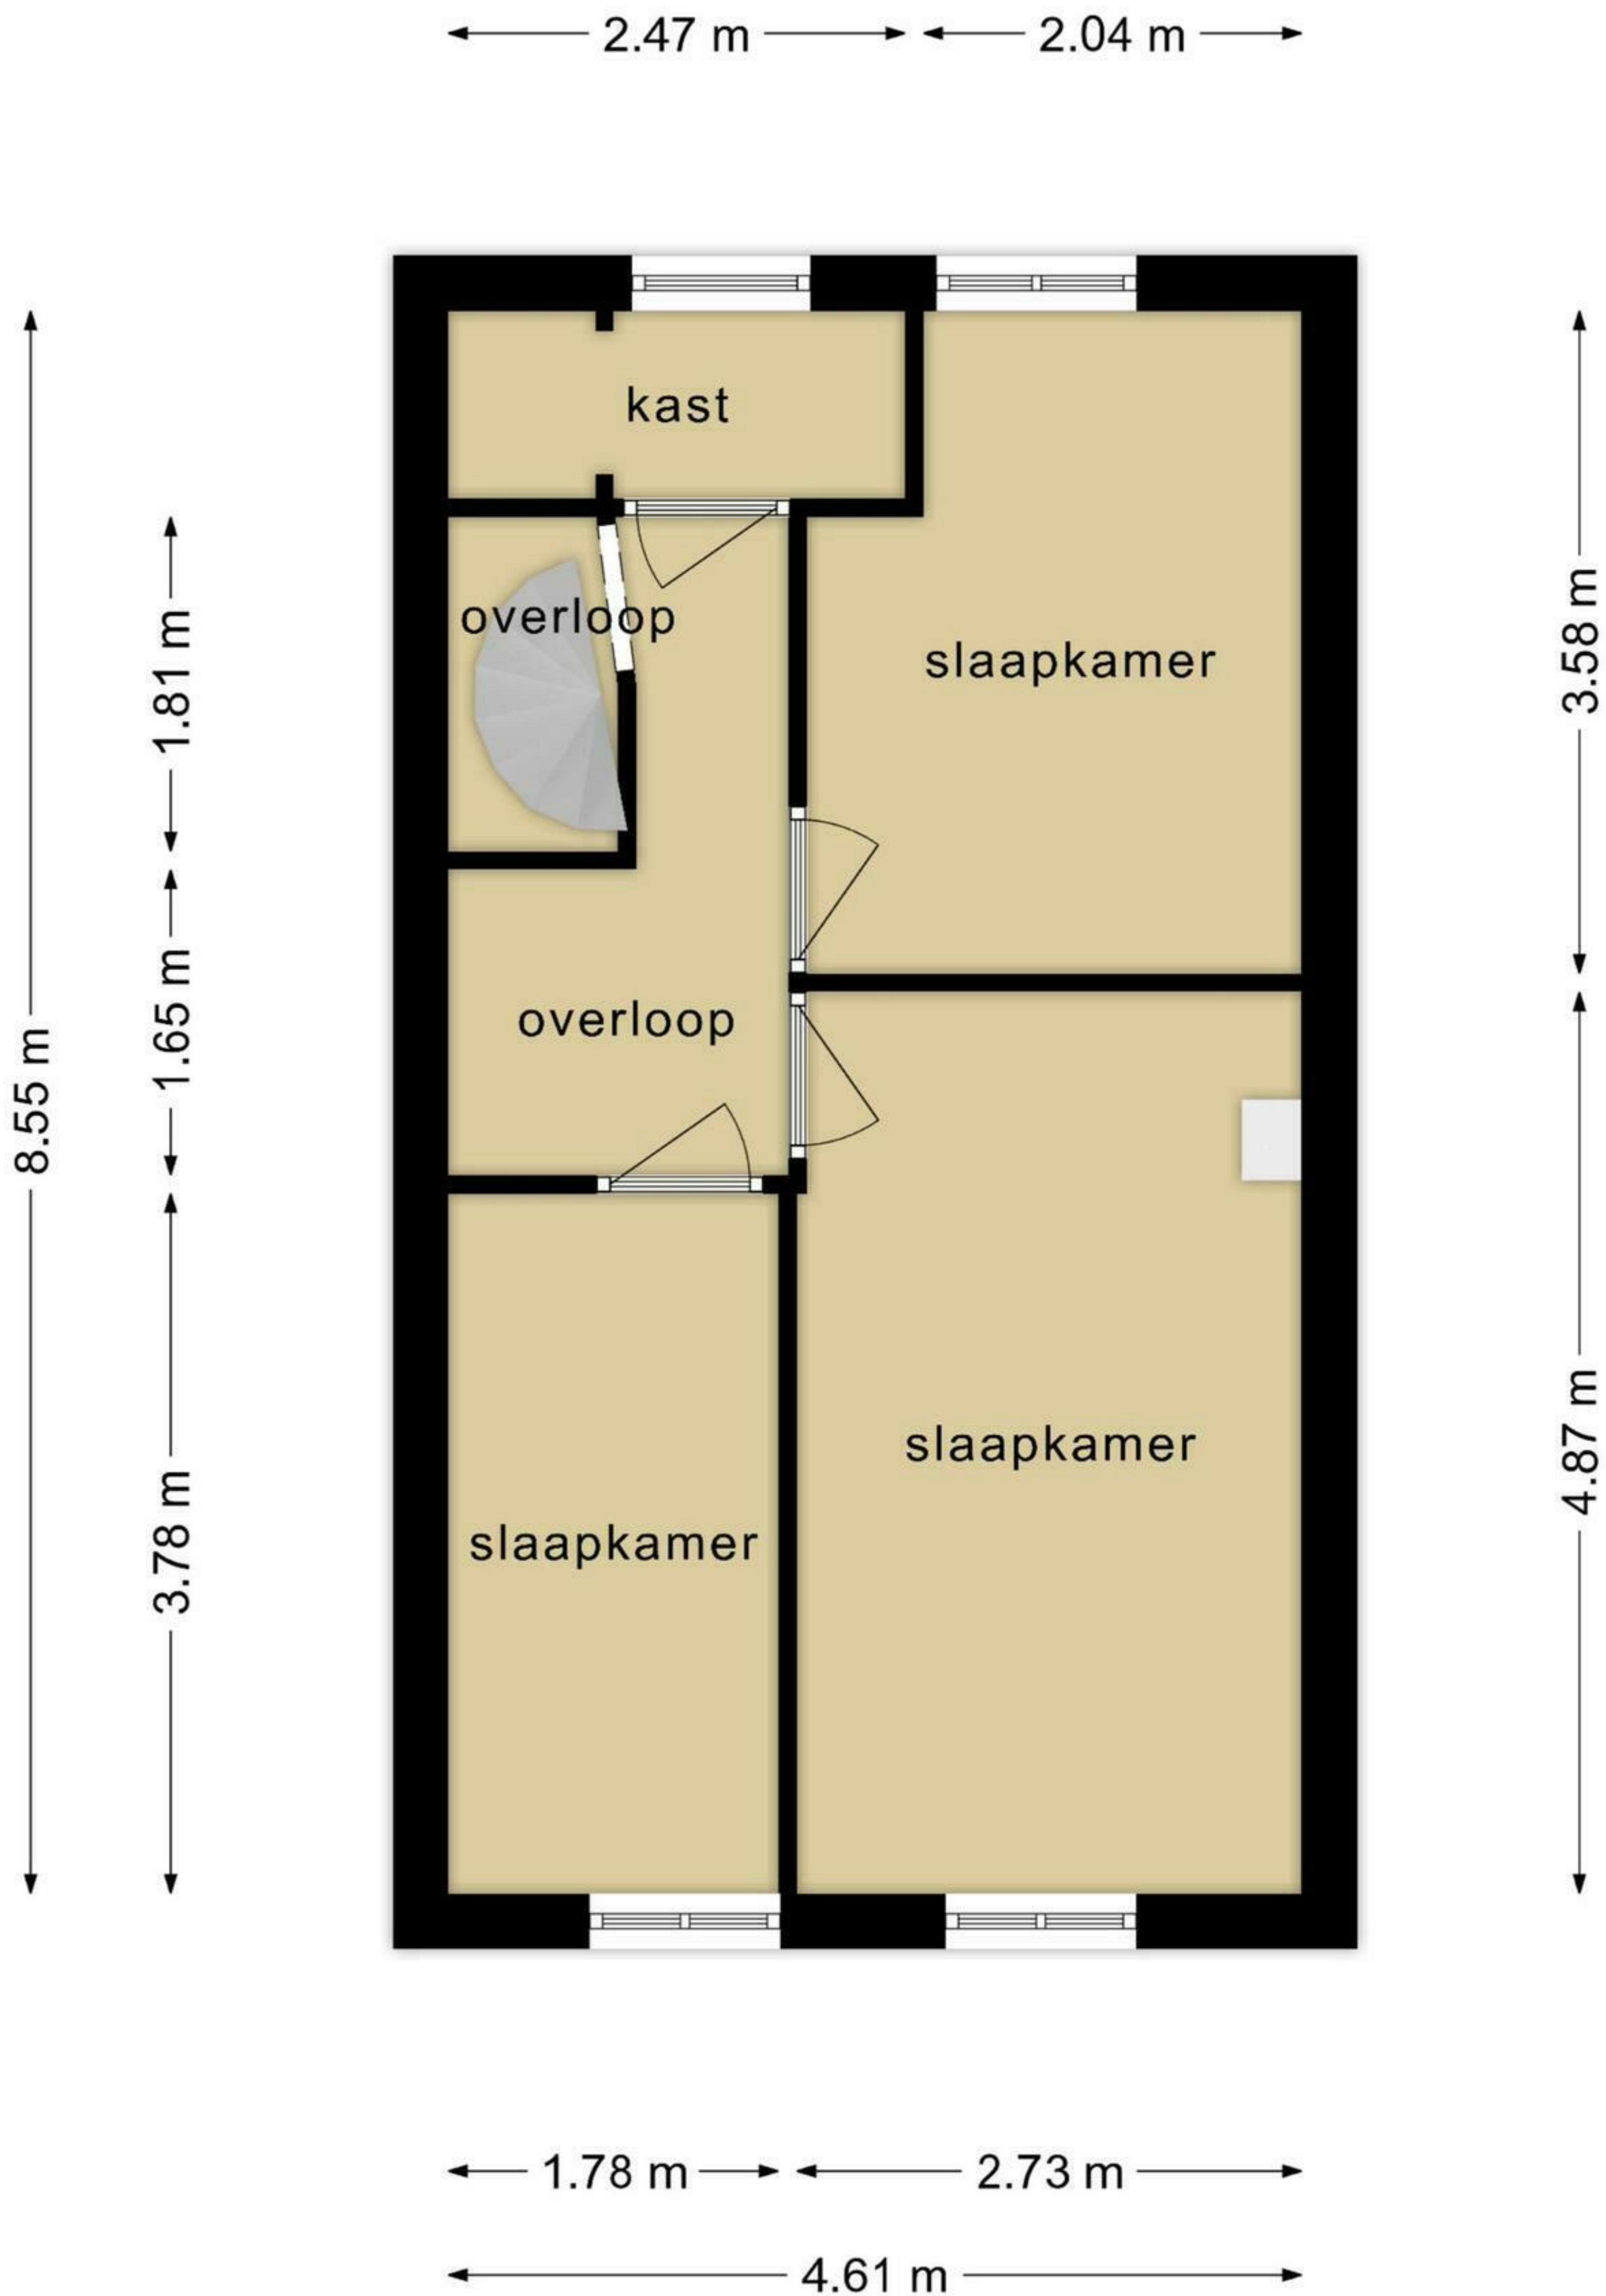 2.47 m
2.04 m
kast
overloop
slaapkamer
1.81 m
3.58 m
8.55 m
1.65 m
overloop
slaapkamer
4.87 m
3.78 m
slaapkamer
1.78 m
2.73 m
4.61 m